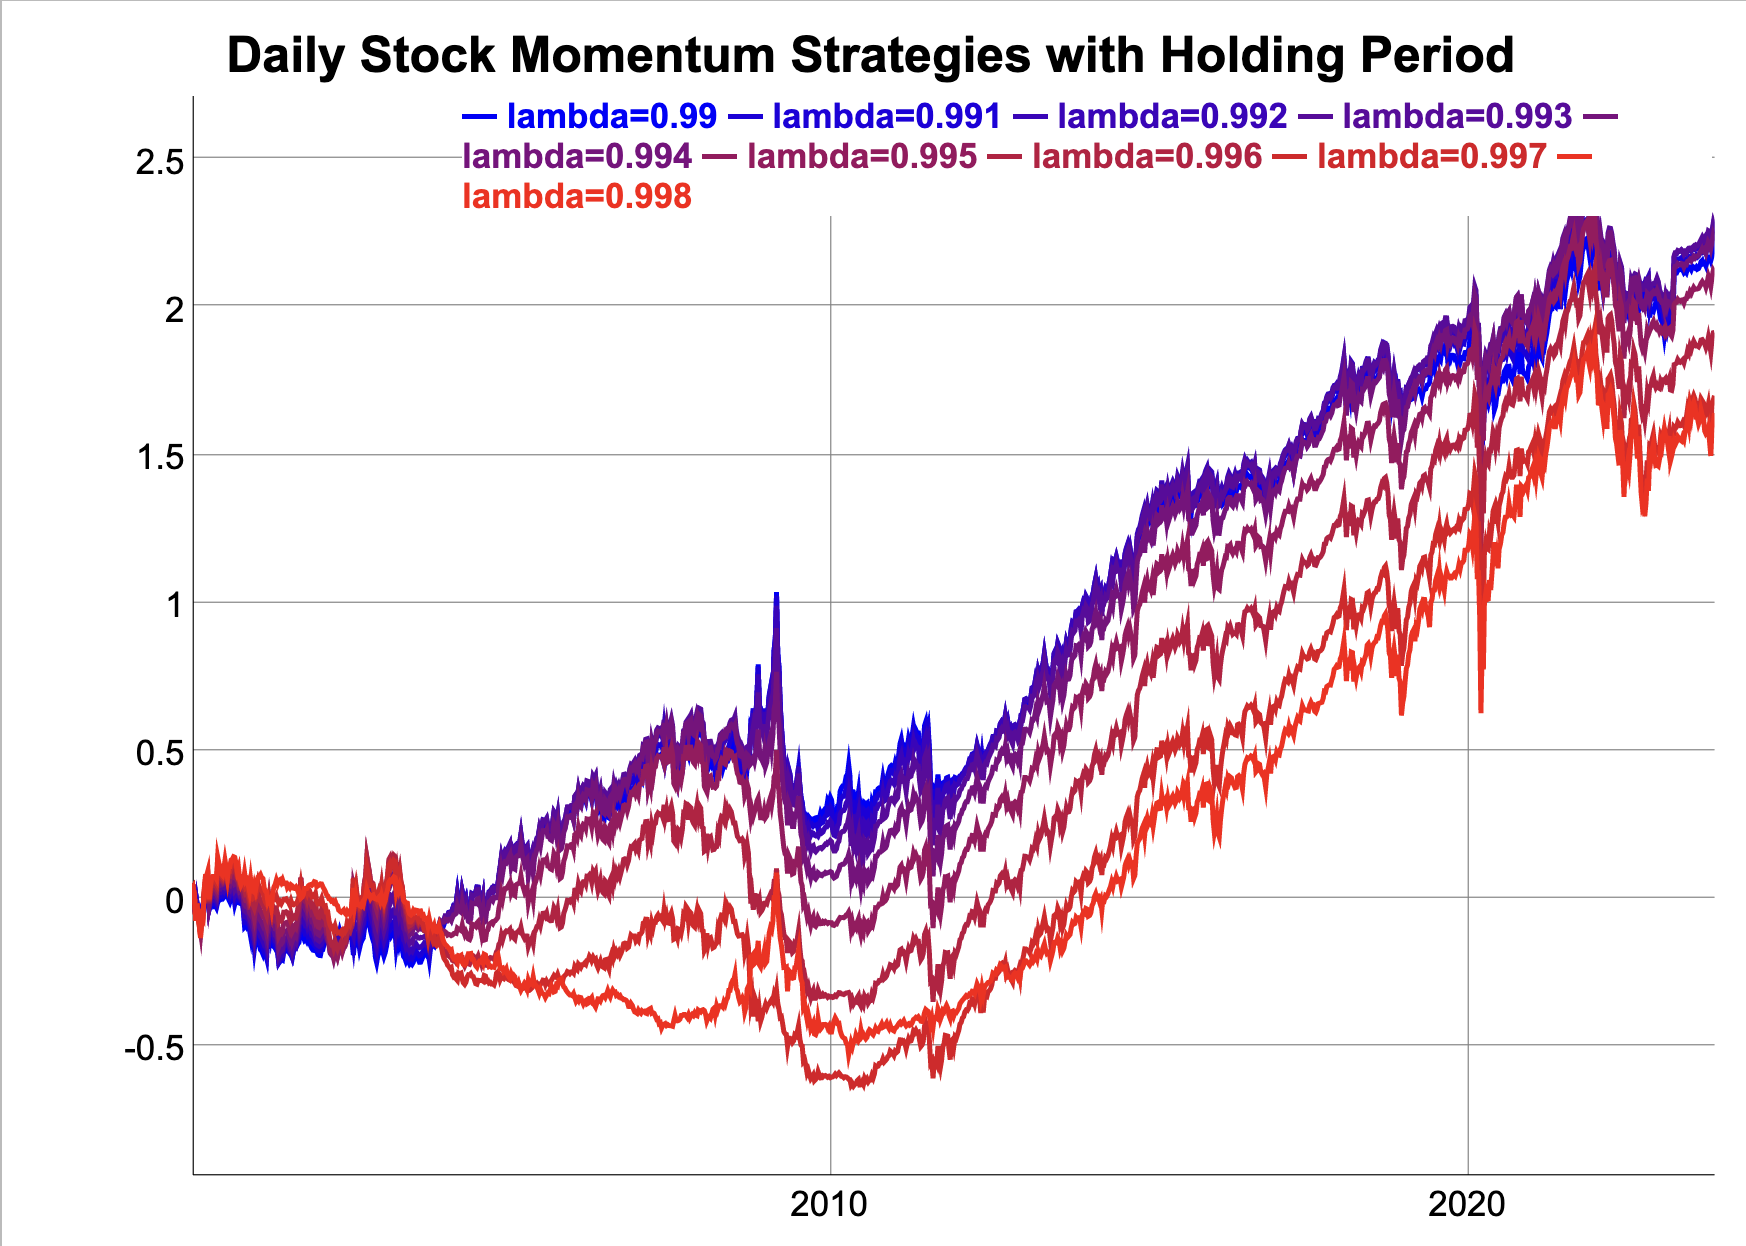 Daily Stock Momentum Strategies with Holding Period
lambda=0.99 lambda=0.991 lambda=0.992 lambda=0.993
lambda=0.994 lambda=0.995 lambda=0.996 lambda=0.997
lambda=0.998
2.5
2
1.5
1
0.5
0
-0.5
2010 2020